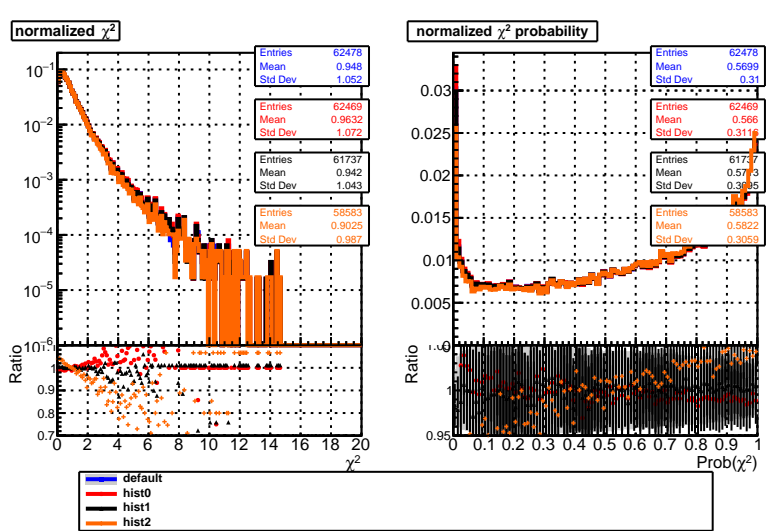 normalized χ²
Entries 62478
Mean 0.948
Std Dev 1.052
Entries 62469
Mean 0.9632
Std Dev 1.072
Entries 61737
Mean 0.942
Std Dev 1.043
Entries 58583
Mean 0.9025
Std Dev 0.987
10⁻¹
10⁻²
10⁻³
10⁻⁴
10⁻⁵
Ratio
1
0.9
0.8
0.7
0 2 4 6 8 10 12 14 16 18 20
χ²
normalized χ² probability
Entries 62478
Mean 0.5699
Std Dev 0.31
Entries 62469
Mean 0.566
Std Dev
Entries
Mean
Std Dev
Entries 58583
Mean 0.5822
Std Dev 0.3059
0.03
0.025
0.02
0.015
0.01
0.005
Ratio
1
0.95
0 0.1 0.2 0.3 0.4 0.5 0.6 0.7 0.8 0.9 1
Prob(χ²)
default
hist0
hist1
hist2